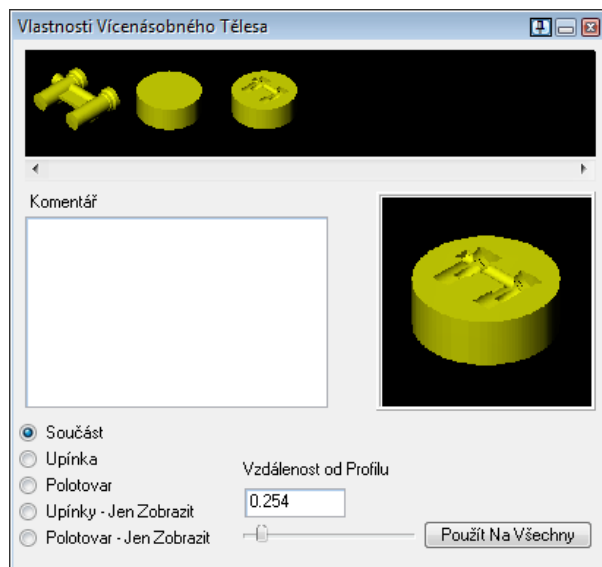 Vlastnosti Vícenásobného Tělesa
Komentář
Součást
Upínka
Polotovar
Upínky - Jen Zobrazit
Polotovar - Jen Zobrazit
Vzdálenost od Profilu
0.254
Použít Na Všechny